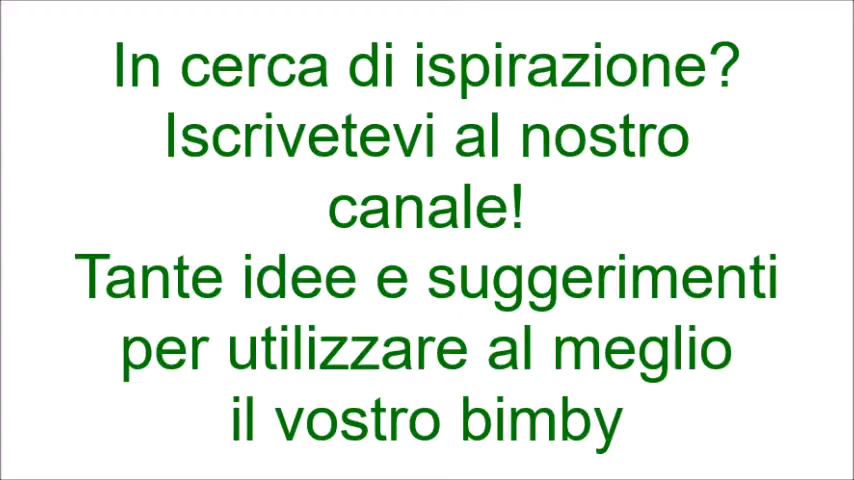 In cerca di ispirazione?
Iscrivetevi al nostro
canale!
Tante idee e suggerimenti
per utilizzare al meglio
il vostro bimby